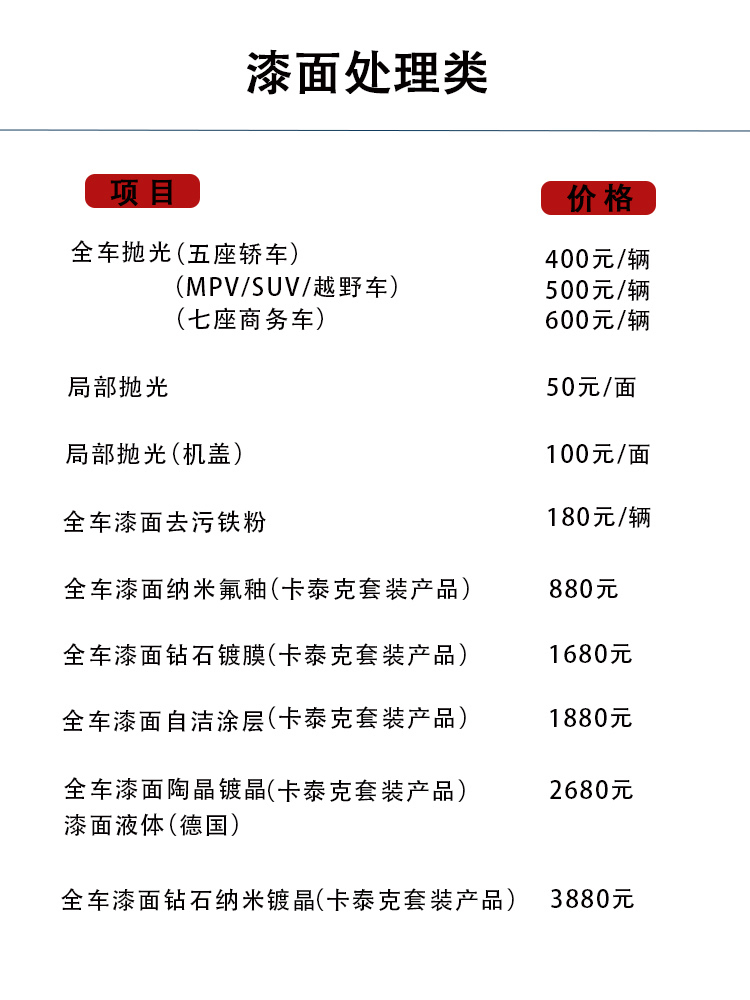 漆面处理类
项目 价格
全车抛光(五座轿车) 400元/辆
(MPV/SUV/越野车) 500元/辆
(七座商务车) 600元/辆
局部抛光 50元/面
局部抛光(机盖) 100元/面
全车漆面去污铁粉 180元/辆
全车漆面纳米氟釉(卡泰克套装产品) 880元
全车漆面钻石镀膜(卡泰克套装产品) 1680元
全车漆面自洁涂层(卡泰克套装产品) 1880元
全车漆面陶晶镀晶(卡泰克套装产品) 2680元
漆面液体(德国)
全车漆面钻石纳米镀晶(卡泰克套装产品) 3880元